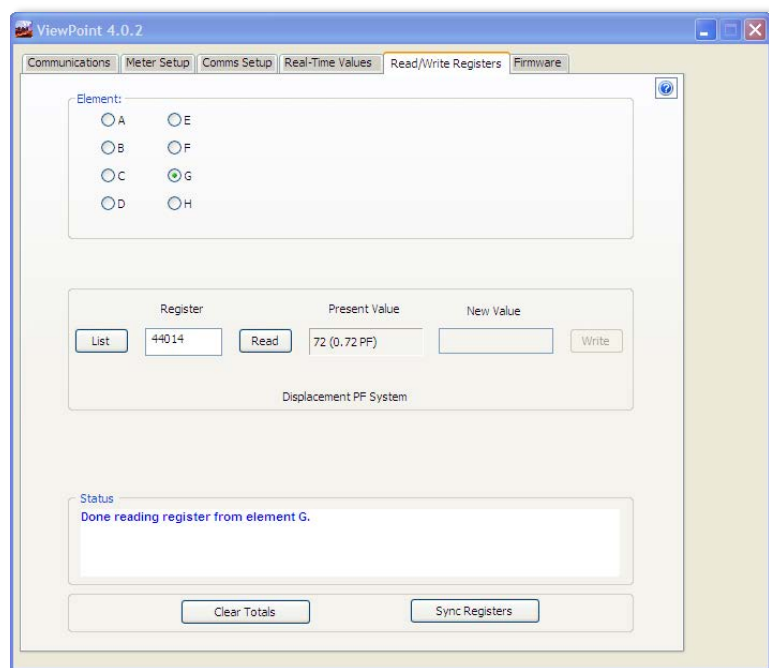 ViewPoint 4.0.2
Communications Meter Setup Comms Setup Real-Time Values Read/Write Registers Firmware
Element:
A E
B F
C G
D H
Register Present Value New Value
List 44014 Read 72 (0.72 PF) Write
Displacement PF System
Status
Done reading register from element G.
Clear Totals Sync Registers